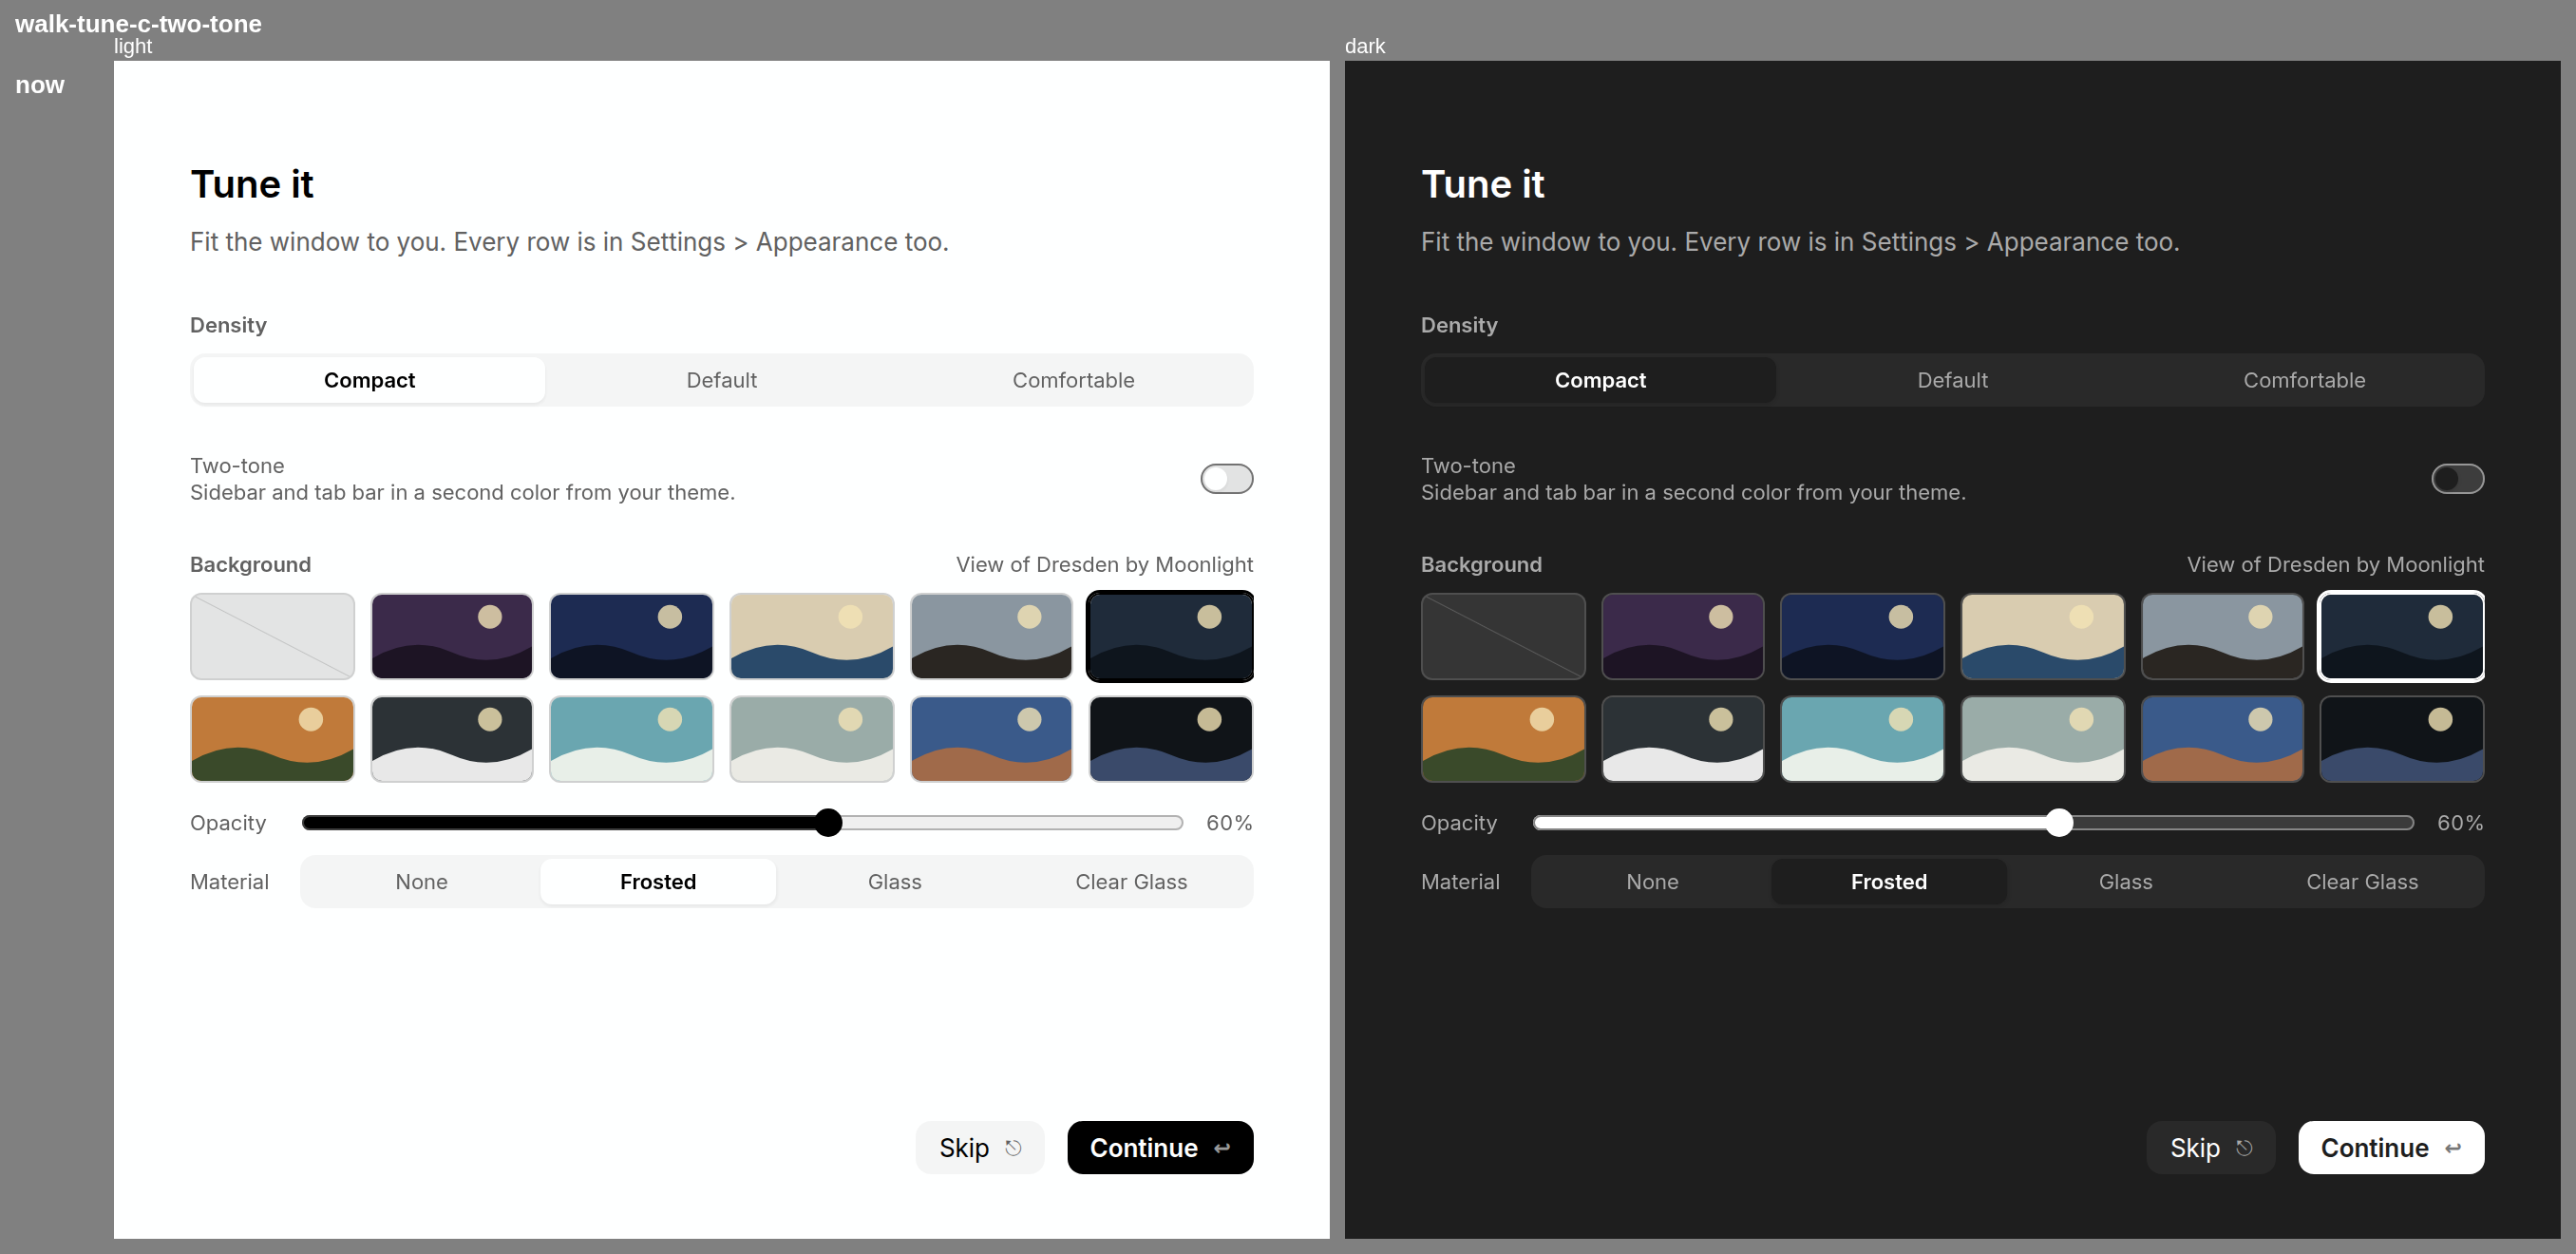 walk-tune-c-two-tone
light
dark
now
Tune it
Fit the window to you. Every row is in Settings > Appearance too.
Density
Compact
Default
Comfortable
Two-tone
Sidebar and tab bar in a second color from your theme.
Background
View of Dresden by Moonlight
Opacity
60%
Material
None
Frosted
Glass
Clear Glass
Skip
Continue
Tune it
Fit the window to you. Every row is in Settings > Appearance too.
Density
Compact
Default
Comfortable
Two-tone
Sidebar and tab bar in a second color from your theme.
Background
View of Dresden by Moonlight
Opacity
60%
Material
None
Frosted
Glass
Clear Glass
Skip
Continue